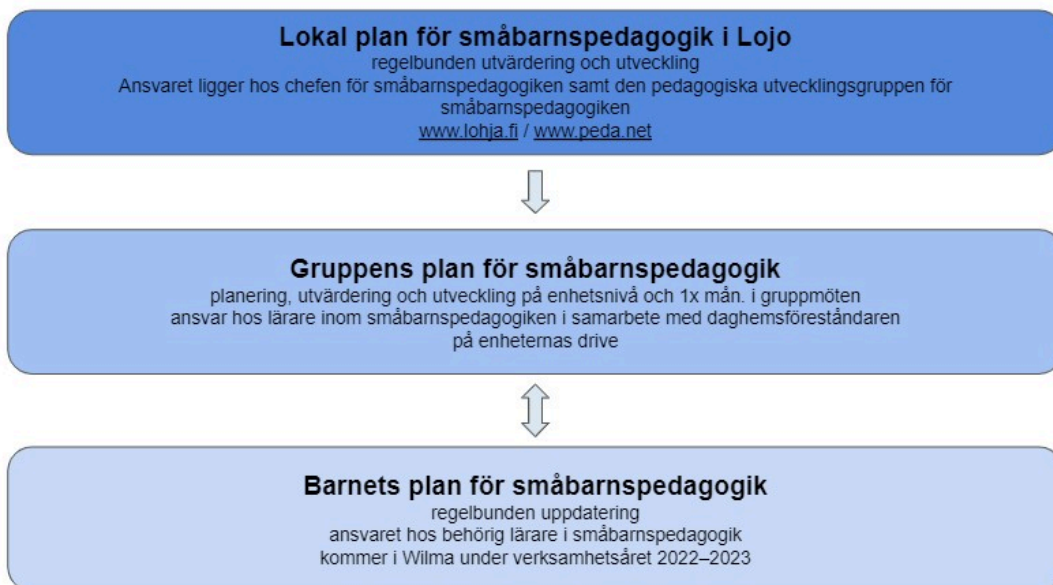 Lokal plan för småbarnspedagogik i Lojo
regelbunden utvärdering och utveckling
Ansvaret ligger hos chefen för småbarnspedagogiken samt den pedagogiska utvecklingsgruppen för
småbarnspedagogiken
www.lohja.fi / www.peda.net
Gruppens plan för småbarnspedagogik
planering, utvärdering och utveckling på enhetsnivå och 1x mån. i gruppmöten
ansvar hos lärare inom småbarnspedagogiken i samarbete med daghemsföreståndaren
på enheternas drive
Barnets plan för småbarnspedagogik
regelbunden uppdatering
ansvaret hos behörig lärare i småbarnspedagogik
kommer i Wilma under verksamhetsåret 2022–2023